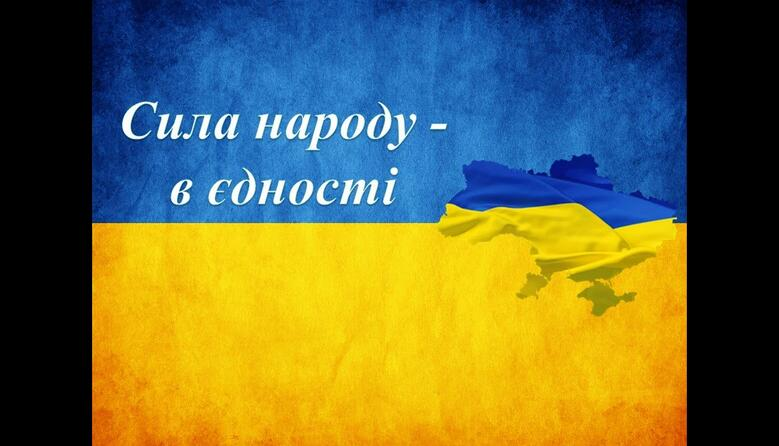 Сила народу -
в єдності